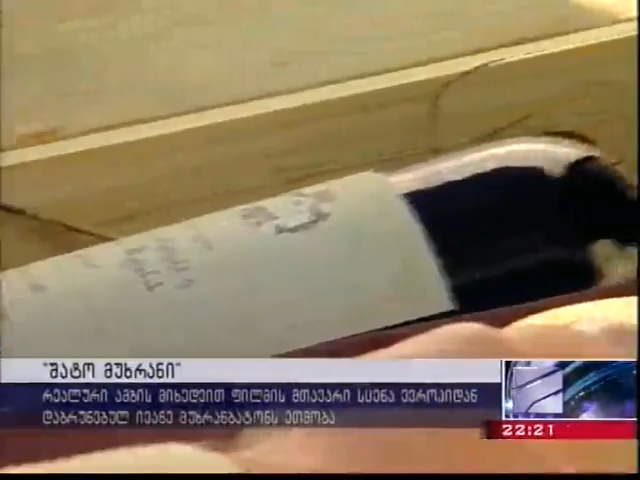 "შატო მუხრანი"
რეალური ამბის მიხედვით ფილმის მთავარი სცენა ევროპიდან
დაბრუნებულ ივანე მუხრანბატონს ეთმობა
22:21